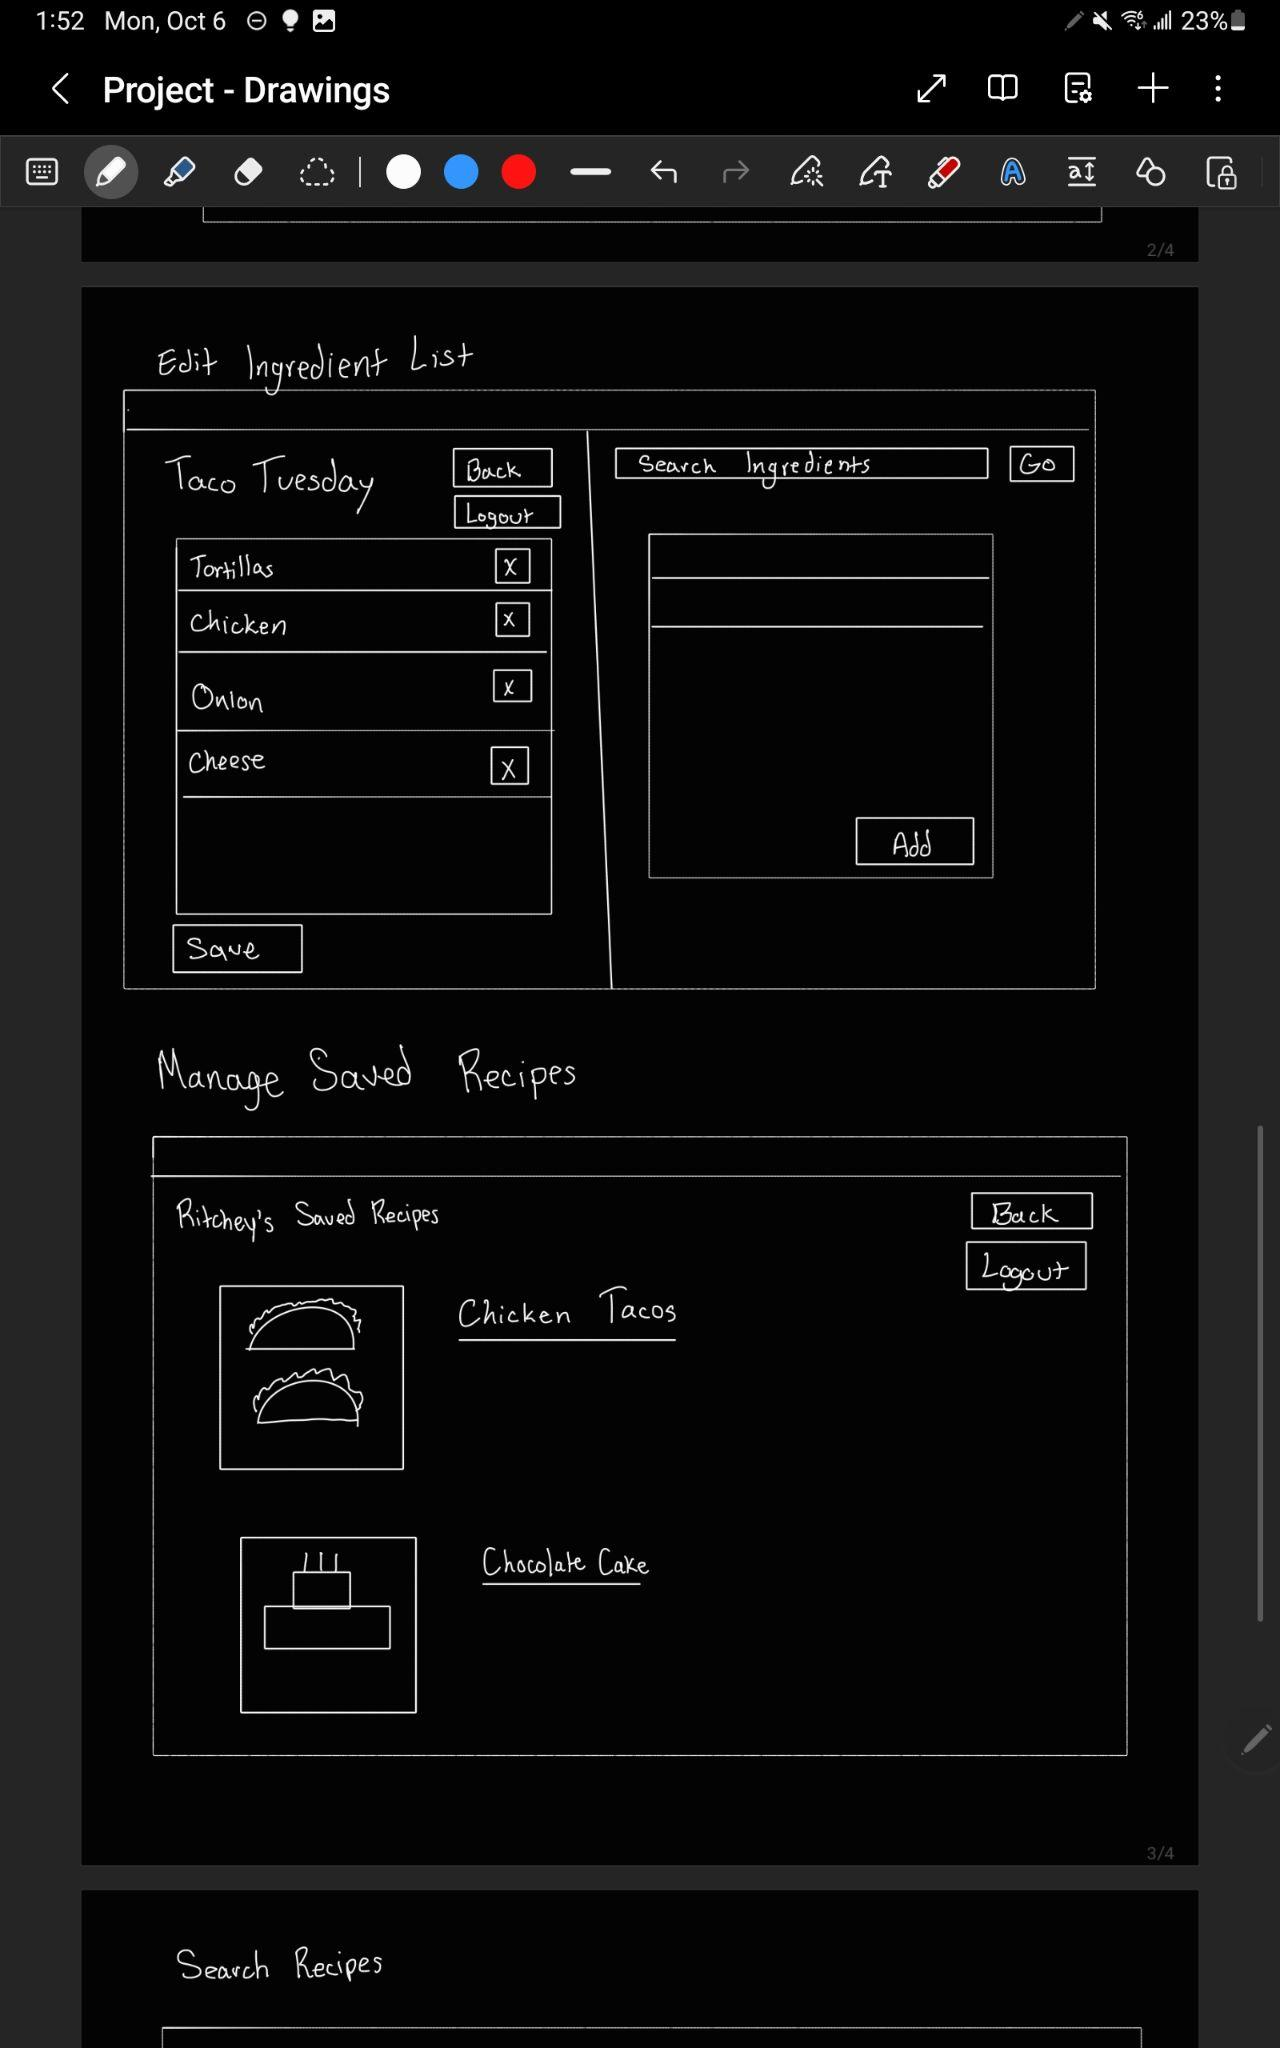 1:52 Mon, Oct 6 23%
Project - Drawings
2/4
Edit Ingredient List
Taco Tuesday
Back
Logout
Search Ingredients
Go
Tortillas X
Chicken X
Onion X
Cheese X
Add
Save
Manage Saved Recipes
Ritchey's Saved Recipes
Back
Logout
Chicken Tacos
Chocolate Cake
3/4
Search Recipes